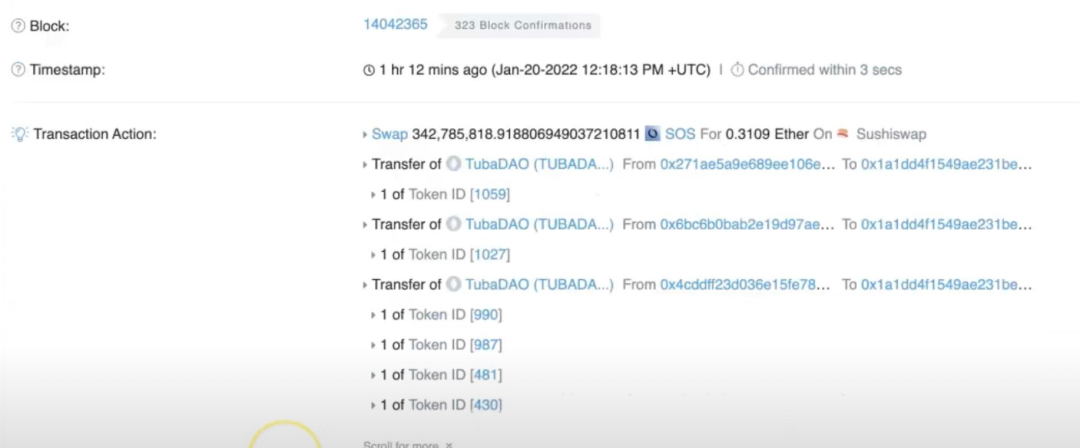 Block: 14042365 323 Block Confirmations
Timestamp: 1 hr 12 mins ago (Jan-20-2022 12:18:13 PM +UTC) | Confirmed within 3 secs
Transaction Action: Swap 342,785,818.918806949037210811 SOS For 0.3109 Ether On Sushiswap
Transfer of TubaDAO (TUBADA...) From 0x271ae5a9e689ee106e... To 0x1a1dd4f1549ae231be...
1 of Token ID [1059]
Transfer of TubaDAO (TUBADA...) From 0x6bc6b0bab2e19d97ae... To 0x1a1dd4f1549ae231be...
1 of Token ID [1027]
Transfer of TubaDAO (TUBADA...) From 0x4cddff23d036e15fe78... To 0x1a1dd4f1549ae231be...
1 of Token ID [990]
1 of Token ID [987]
1 of Token ID [481]
1 of Token ID [430]
Scroll for more